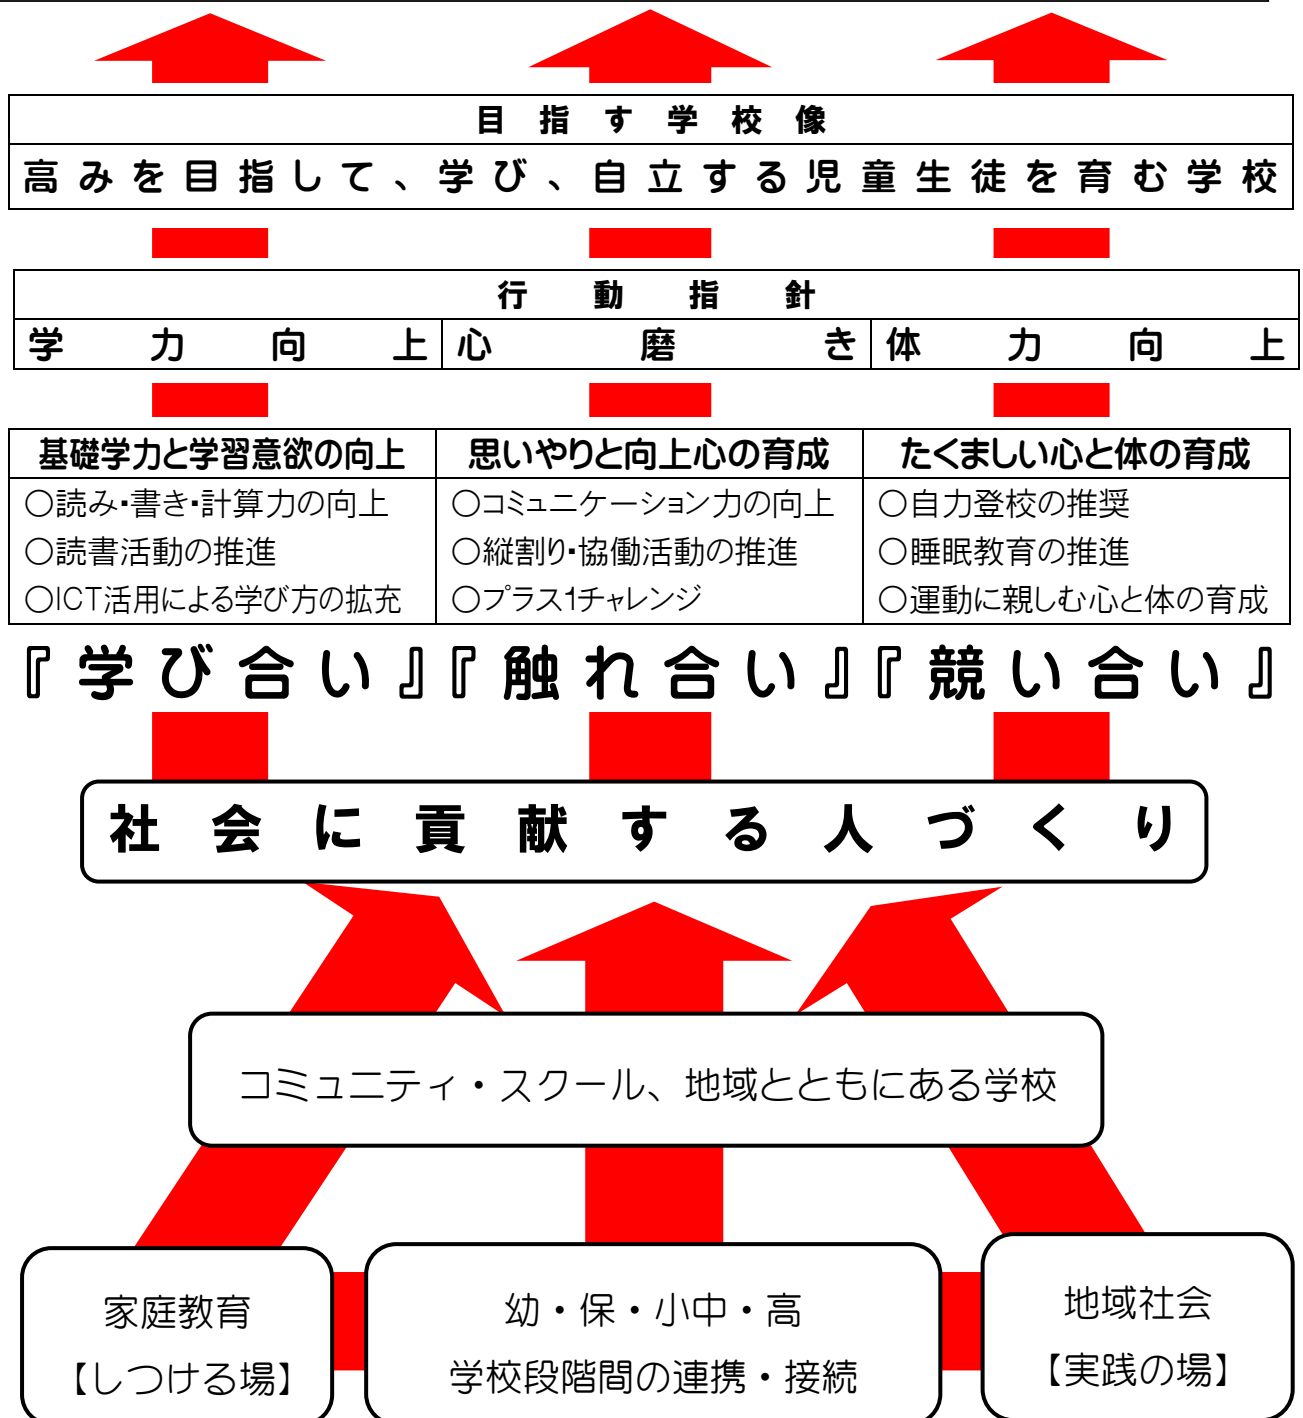 目指す学校像
高みを目指して、学び、自立する児童生徒を育む学校
行動指針
学力向上
心磨き
体力向上
基礎学力と学習意欲の向上
○読み・書き・計算力の向上
○読書活動の推進
○ICT活用による学び方の拡充
思いやりと向上心の育成
○コミュニケーション力の向上
○縦割り・協働活動の推進
○プラス1チャレンジ
たくましい心と体の育成
○自力登校の推奨
○睡眠教育の推進
○運動に親しむ心と体の育成
『学び合い』『触れ合い』『競い合い』
社会に貢献する人づくり
コミュニティ・スクール、地域とともにある学校
家庭教育
【しつける場】
幼・保・小中・高
学校段階間の連携・接続
地域社会
【実践の場】